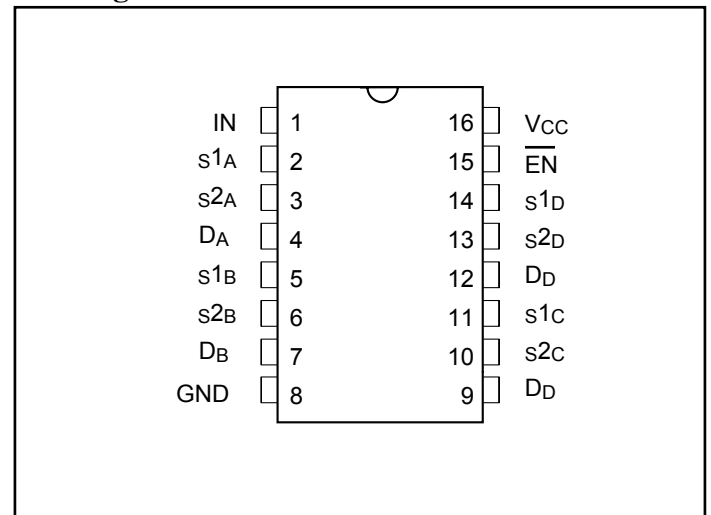 IN 1 16 VCC
S1A 2 15 EN
S2A 3 14 S1D
DA 4 13 S2D
S1B 5 12 DD
S2B 6 11 S1C
DB 7 10 S2C
GND 8 9 DD